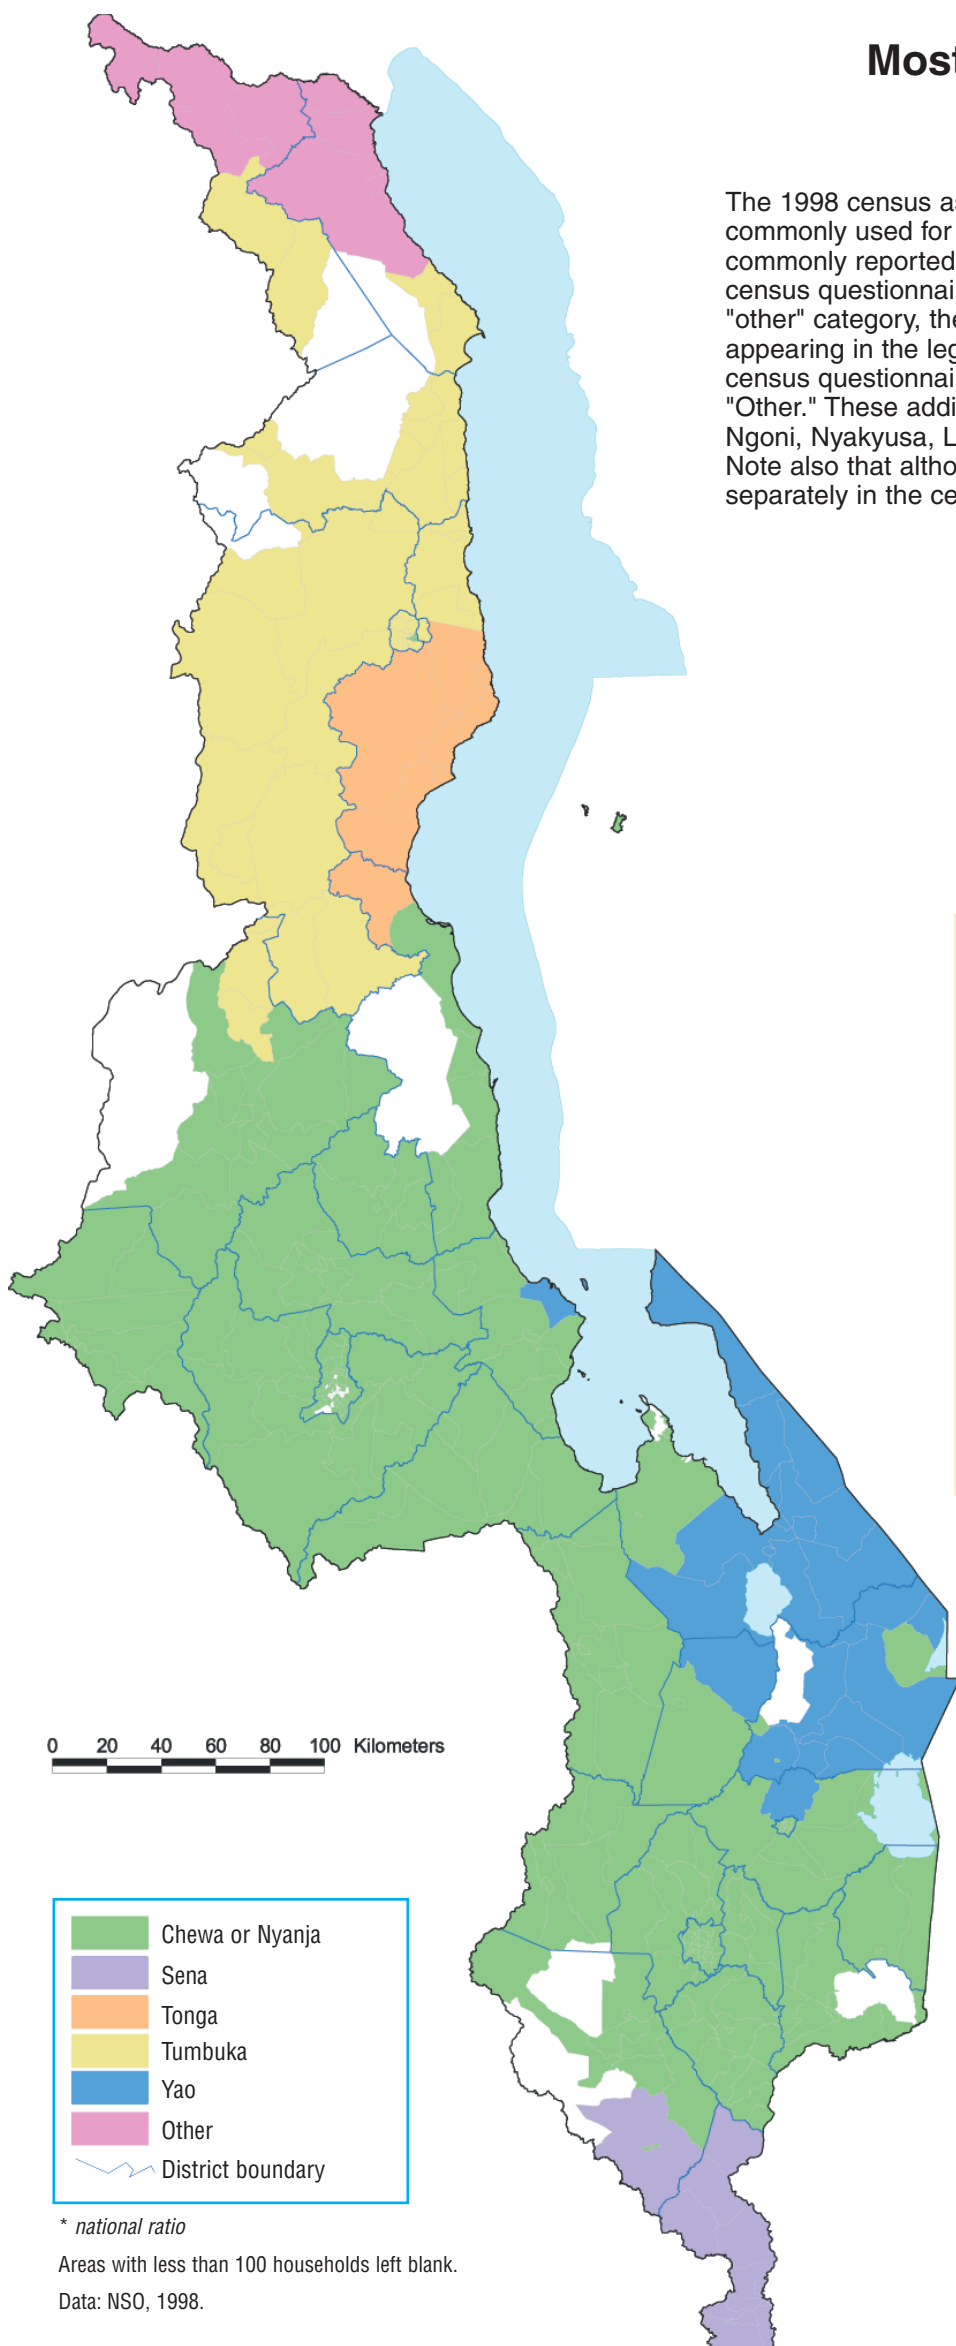 Most
The 1998 census as
commonly used for
commonly reported
census questionnai
"other" category, the
appearing in the leg
census questionnai
"Other." These addi
Ngoni, Nyakyusa, L
Note also that altho
separately in the ce
0 20 40 60 80 100 Kilometers
Chewa or Nyanja
Sena
Tonga
Tumbuka
Yao
Other
District boundary
* national ratio
Areas with less than 100 households left blank.
Data: NSO, 1998.